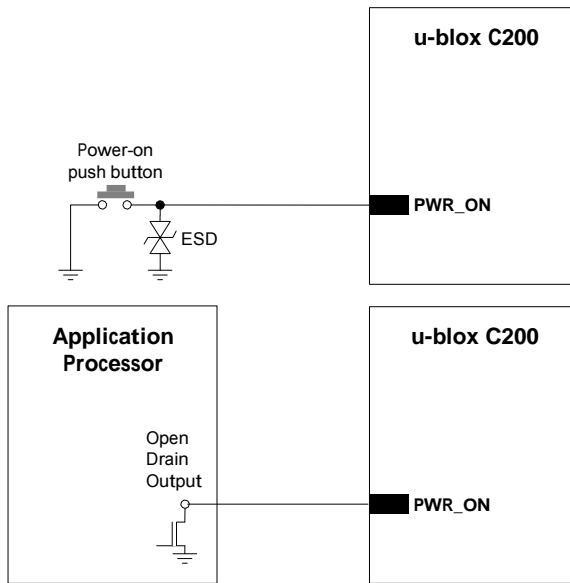 u-blox C200
Power-on
push button
PWR_ON
ESD
Application
Processor
u-blox C200
Open
Drain
Output
PWR_ON